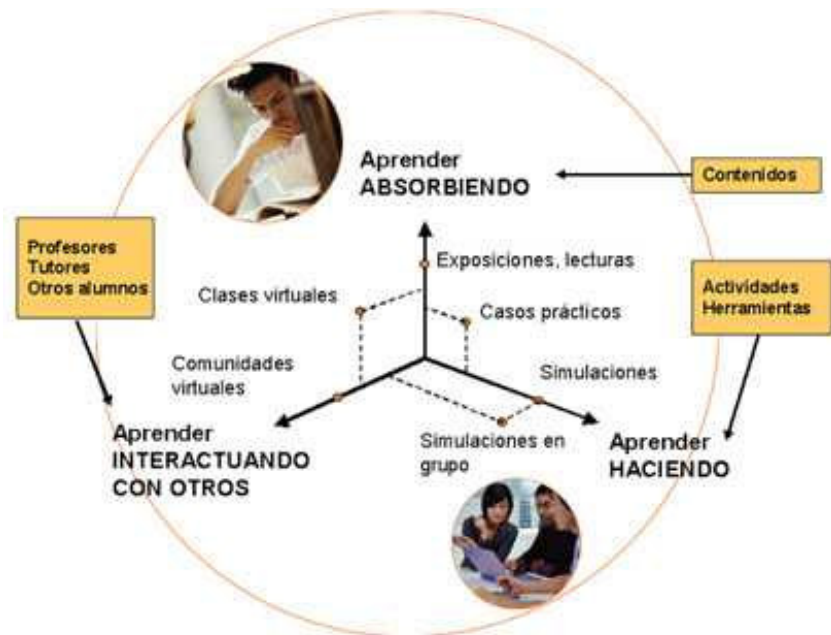 Aprender
ABSORBIENDO
Contenidos
Profesores
Tutores
Otros alumnos
Exposiciones, lecturas
Actividades
Herramientas
Clases virtuales
Casos prácticos
Comunidades
virtuales
Simulaciones
Aprender
INTERACTUANDO
CON OTROS
Simulaciones en
grupo
Aprender
HACIENDO